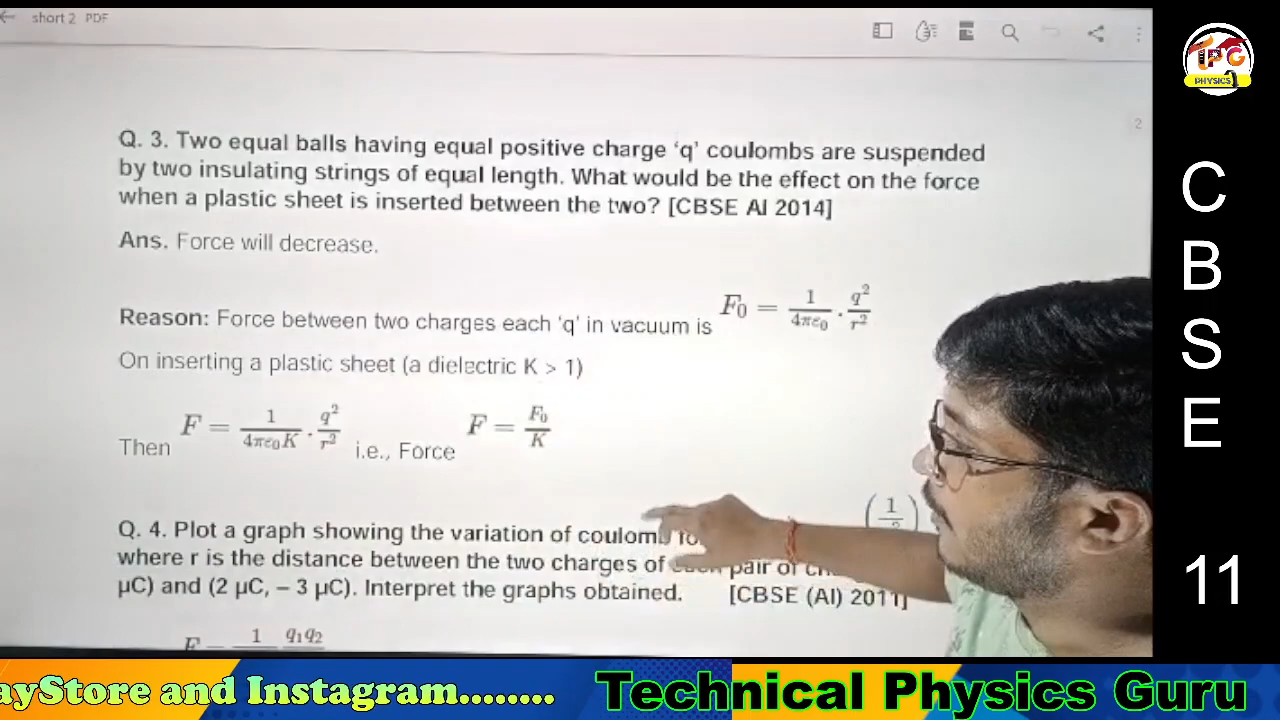 short 2 PDF
2
Q. 3. Two equal balls having equal positive charge ‘q’ coulombs are suspended
by two insulating strings of equal length. What would be the effect on the force
when a plastic sheet is inserted between the two? [CBSE AI 2014]
Ans. Force will decrease.
Reason: Force between two charges each ‘q’ in vacuum is F₀ = 1/4πε₀ . q²/r²
On inserting a plastic sheet (a dielectric K > 1)
Then F = 1/4πε₀K . q²/r² i.e., Force F = F₀/K
Q. 4. Plot a graph showing the variation of coulomb
where r is the distance between the two charges of each pair of
μC) and (2 μC, – 3 μC). Interpret the graphs obtained. [CBSE (AI) 2011]
1 q₁q₂
TPG
PHYSICS
C
B
S
E
11
ayStore and Instagram........ Technical Physics Guru